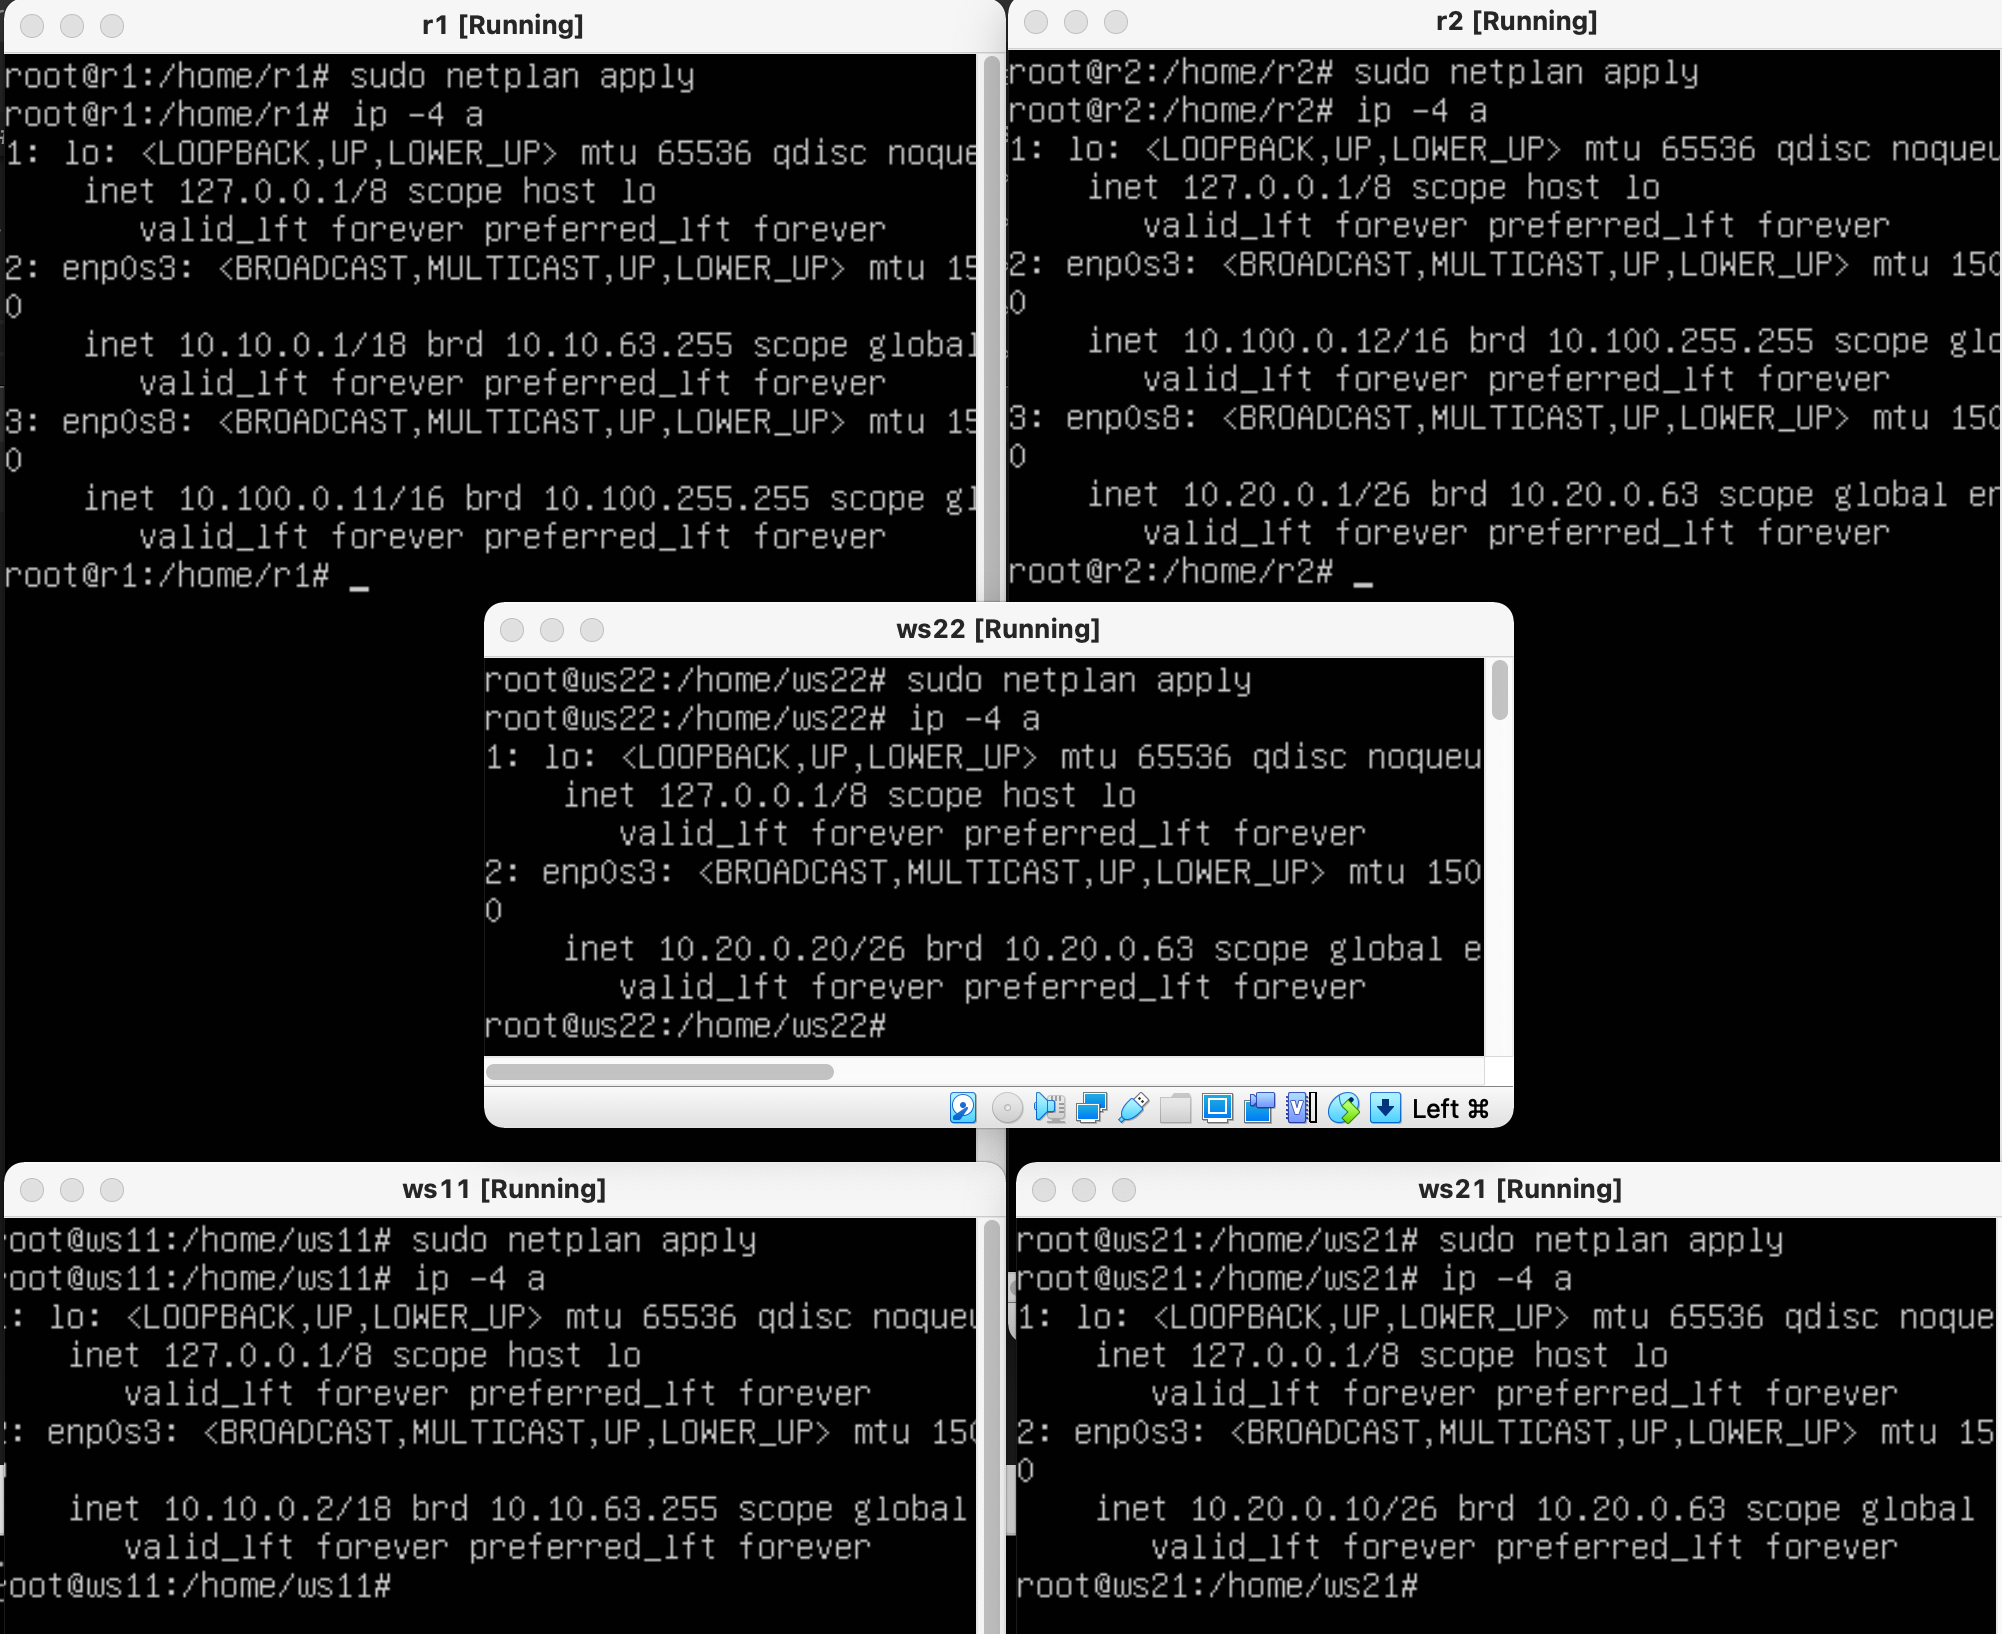 r1 [Running]
root@r1:/home/r1# sudo netplan apply
root@r1:/home/r1# ip -4 a
1: lo: <LOOPBACK,UP,LOWER_UP> mtu 65536 qdisc noque
inet 127.0.0.1/8 scope host lo
valid_lft forever preferred_lft forever
2: enp0s3: <BROADCAST,MULTICAST,UP,LOWER_UP> mtu 15
0
inet 10.10.0.1/18 brd 10.10.63.255 scope global
valid_lft forever preferred_lft forever
3: enp0s8: <BROADCAST,MULTICAST,UP,LOWER_UP> mtu 15
0
inet 10.100.0.11/16 brd 10.100.255.255 scope gl
valid_lft forever preferred_lft forever
root@r1:/home/r1# _
r2 [Running]
root@r2:/home/r2# sudo netplan apply
root@r2:/home/r2# ip -4 a
1: lo: <LOOPBACK,UP,LOWER_UP> mtu 65536 qdisc noqueu
inet 127.0.0.1/8 scope host lo
valid_lft forever preferred_lft forever
2: enp0s3: <BROADCAST,MULTICAST,UP,LOWER_UP> mtu 150
0
inet 10.100.0.12/16 brd 10.100.255.255 scope glo
valid_lft forever preferred_lft forever
3: enp0s8: <BROADCAST,MULTICAST,UP,LOWER_UP> mtu 150
0
inet 10.20.0.1/26 brd 10.20.0.63 scope global en
valid_lft forever preferred_lft forever
root@r2:/home/r2# _
ws22 [Running]
root@ws22:/home/ws22# sudo netplan apply
root@ws22:/home/ws22# ip -4 a
1: lo: <LOOPBACK,UP,LOWER_UP> mtu 65536 qdisc noqueu
inet 127.0.0.1/8 scope host lo
valid_lft forever preferred_lft forever
2: enp0s3: <BROADCAST,MULTICAST,UP,LOWER_UP> mtu 150
0
inet 10.20.0.20/26 brd 10.20.0.63 scope global e
valid_lft forever preferred_lft forever
root@ws22:/home/ws22#
Left ⌘
ws11 [Running]
root@ws11:/home/ws11# sudo netplan apply
root@ws11:/home/ws11# ip -4 a
: lo: <LOOPBACK,UP,LOWER_UP> mtu 65536 qdisc noqueu
inet 127.0.0.1/8 scope host lo
valid_lft forever preferred_lft forever
: enp0s3: <BROADCAST,MULTICAST,UP,LOWER_UP> mtu 150
inet 10.10.0.2/18 brd 10.10.63.255 scope global
valid_lft forever preferred_lft forever
root@ws11:/home/ws11#
ws21 [Running]
root@ws21:/home/ws21# sudo netplan apply
root@ws21:/home/ws21# ip -4 a
1: lo: <LOOPBACK,UP,LOWER_UP> mtu 65536 qdisc noque
inet 127.0.0.1/8 scope host lo
valid_lft forever preferred_lft forever
2: enp0s3: <BROADCAST,MULTICAST,UP,LOWER_UP> mtu 15
0
inet 10.20.0.10/26 brd 10.20.0.63 scope global
valid_lft forever preferred_lft forever
root@ws21:/home/ws21#